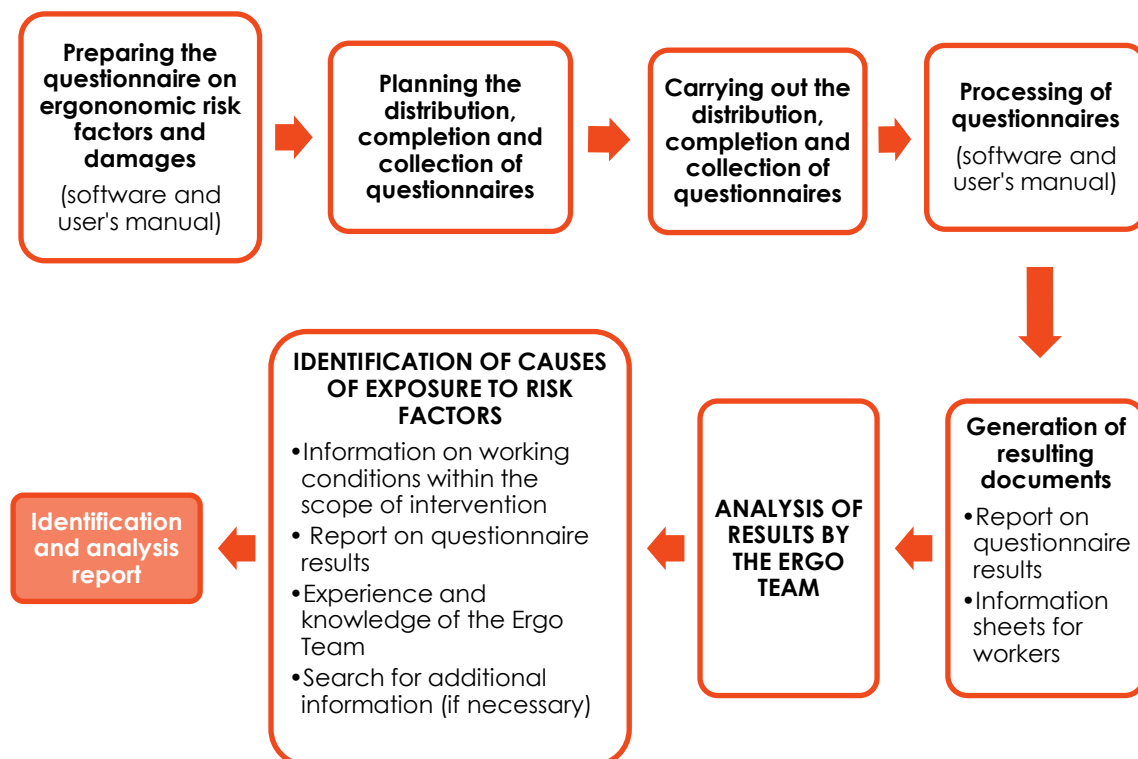 Preparing the
questionnaire on
ergononomic risk
factors and
damages
(software and
user's manual)
Planning the
distribution,
completion and
collection of
questionnaires
Carrying out the
distribution,
completion and
collection of
questionnaires
Processing of
questionnaires
(software and
user's manual)
Generation of
resulting
documents
•Report on
questionnaire
results
•Information
sheets for
workers
ANALYSIS OF
RESULTS BY
THE ERGO
TEAM
IDENTIFICATION OF CAUSES
OF EXPOSURE TO RISK
FACTORS
•Information on working
conditions within the
scope of intervention
• Report on questionnaire
results
•Experience and
knowledge of the Ergo
Team
•Search for additional
information (if necessary)
Identification
and analysis
report